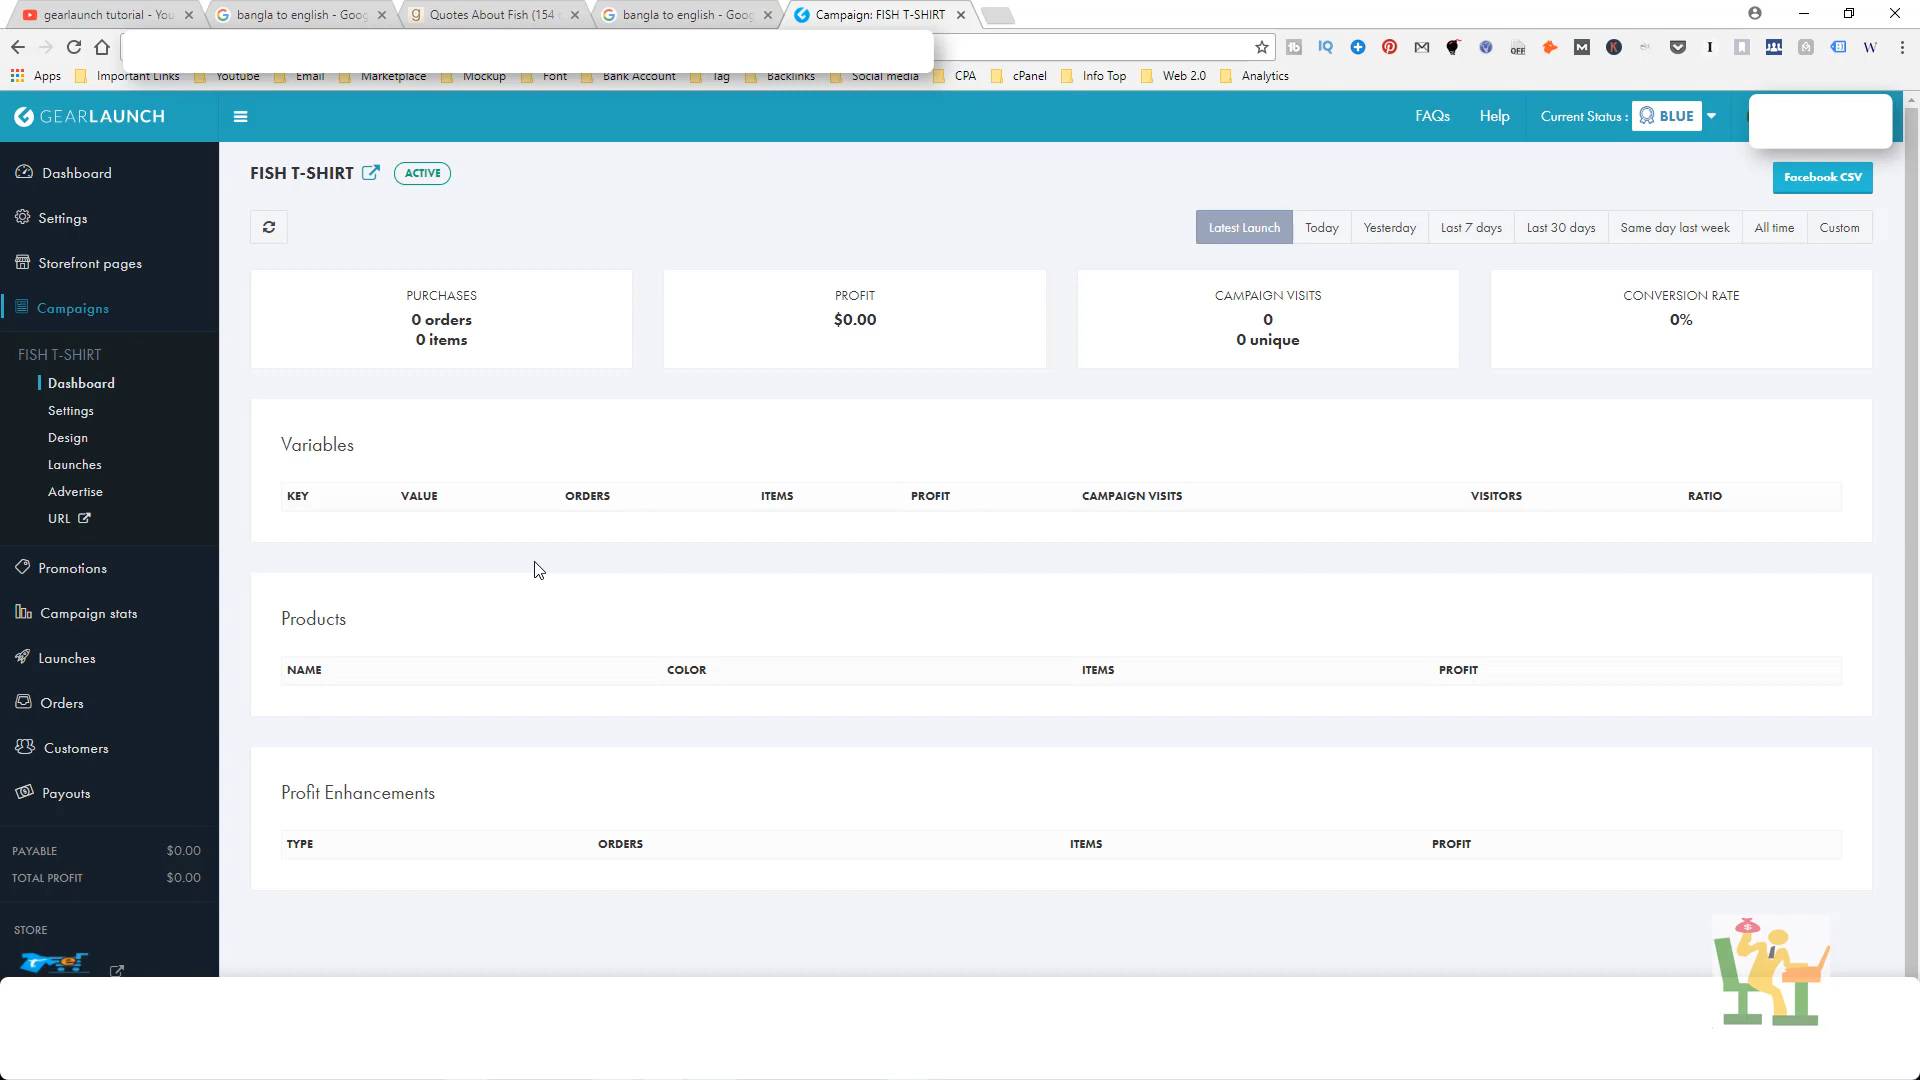 gearlaunch tutorial - You
bangla to english - Goog
Quotes About Fish (154
bangla to english - Goog
Campaign: FISH T-SHIRT
Apps
Important Links
Youtube
Email
Marketplace
Mockup
Font
Bank Account
Tag
Backlinks
Social media
CPA
cPanel
Info Top
Web 2.0
Analytics
GEARLAUNCH
FAQs
Help
Current Status :
BLUE
Dashboard
Settings
Storefront pages
Campaigns
FISH T-SHIRT
Dashboard
Settings
Design
Launches
Advertise
URL
Promotions
Campaign stats
Launches
Orders
Customers
Payouts
PAYABLE $0.00
TOTAL PROFIT $0.00
STORE
FISH T-SHIRT
ACTIVE
Facebook CSV
Latest Launch
Today
Yesterday
Last 7 days
Last 30 days
Same day last week
All time
Custom
PURCHASES
0 orders
0 items
PROFIT
$0.00
CAMPAIGN VISITS
0
0 unique
CONVERSION RATE
0%
Variables
KEY VALUE ORDERS ITEMS PROFIT CAMPAIGN VISITS VISITORS RATIO
Products
NAME COLOR ITEMS PROFIT
Profit Enhancements
TYPE ORDERS ITEMS PROFIT